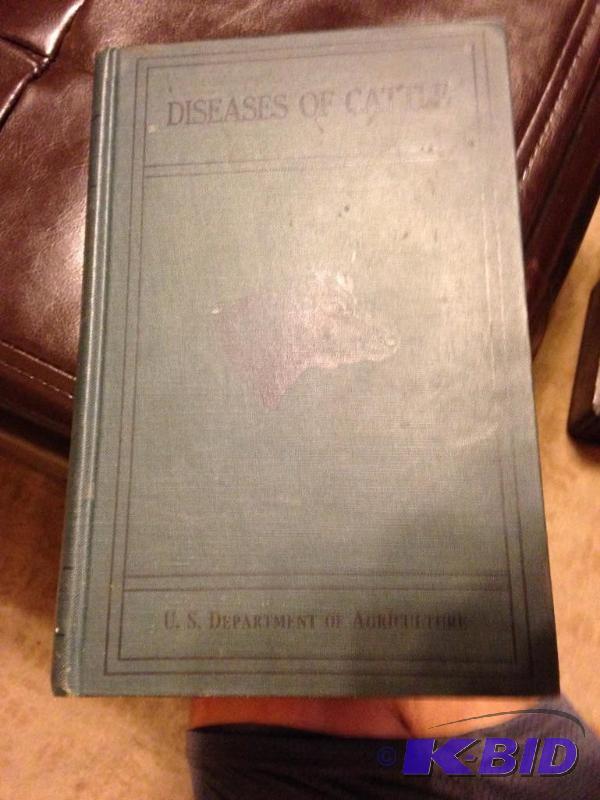 DISEASES OF CATTLE
U. S. DEPARTMENT OF AGRICULTURE
© K-BID